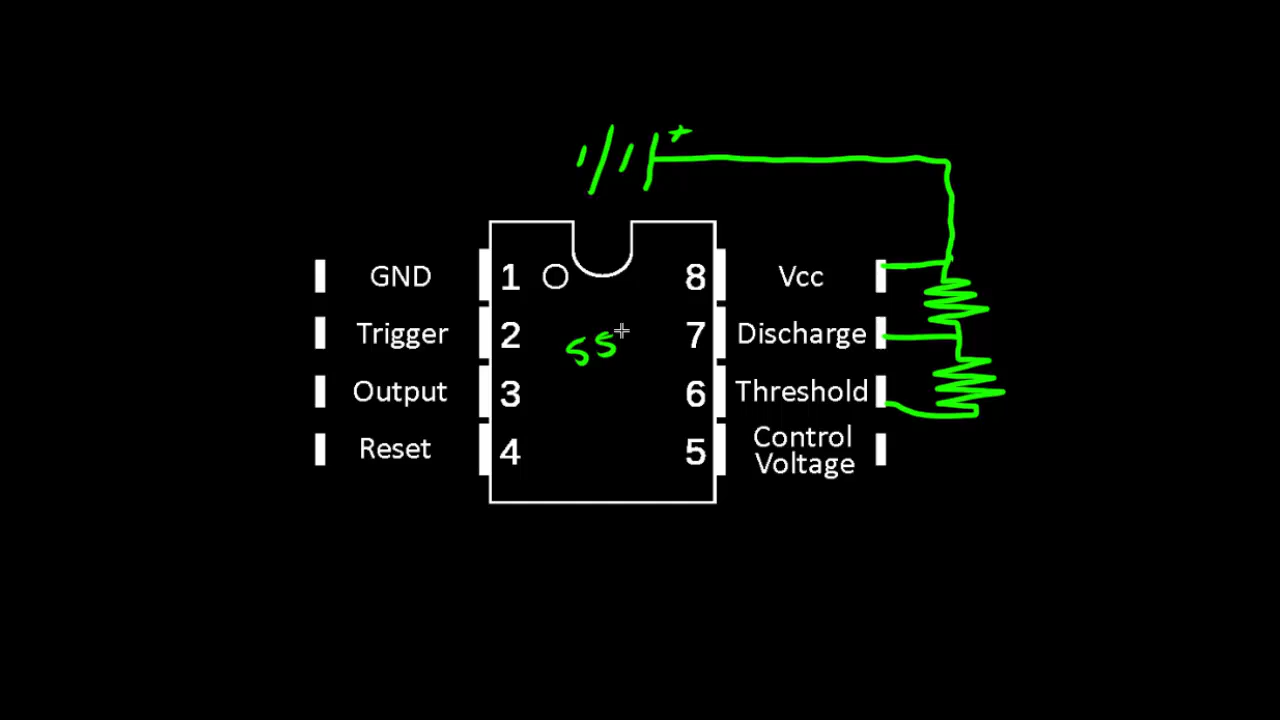 +
GND 1 8 Vcc
Trigger 2 55 7 Discharge
Output 3 6 Threshold
Reset 4 5 Control
Voltage